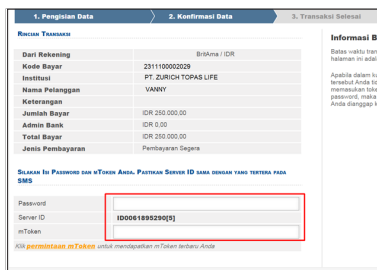 1. Pengisian Data 2. Konfirmasi Data 3. Transaksi Selesai
RINCIAN TRANSAKSI
Dari Rekening BritAma / IDR
Kode Bayar 2311100002029
Institusi PT. ZURICH TOPAS LIFE
Nama Pelanggan VANNY
Keterangan
Jumlah Bayar IDR 250.000,00
Admin Bank IDR 0,00
Total Bayar IDR 250.000,00
Jenis Pembayaran Pembayaran Segera
SILAKAN ISI PASSWORD DAN MTOKEN ANDA. PASTIKAN SERVER ID SAMA DENGAN YANG TERTERA PADA
SMS
Password
Server ID ID0061895290[5]
mToken
Klik permintaan mToken untuk mendapatkan mToken terbaru Anda
Informasi B
Batas waktu tran
halaman ini adal
Apabila dalam ku
tersebut Anda tid
memasukan toke
password, maka
Anda dianggap k